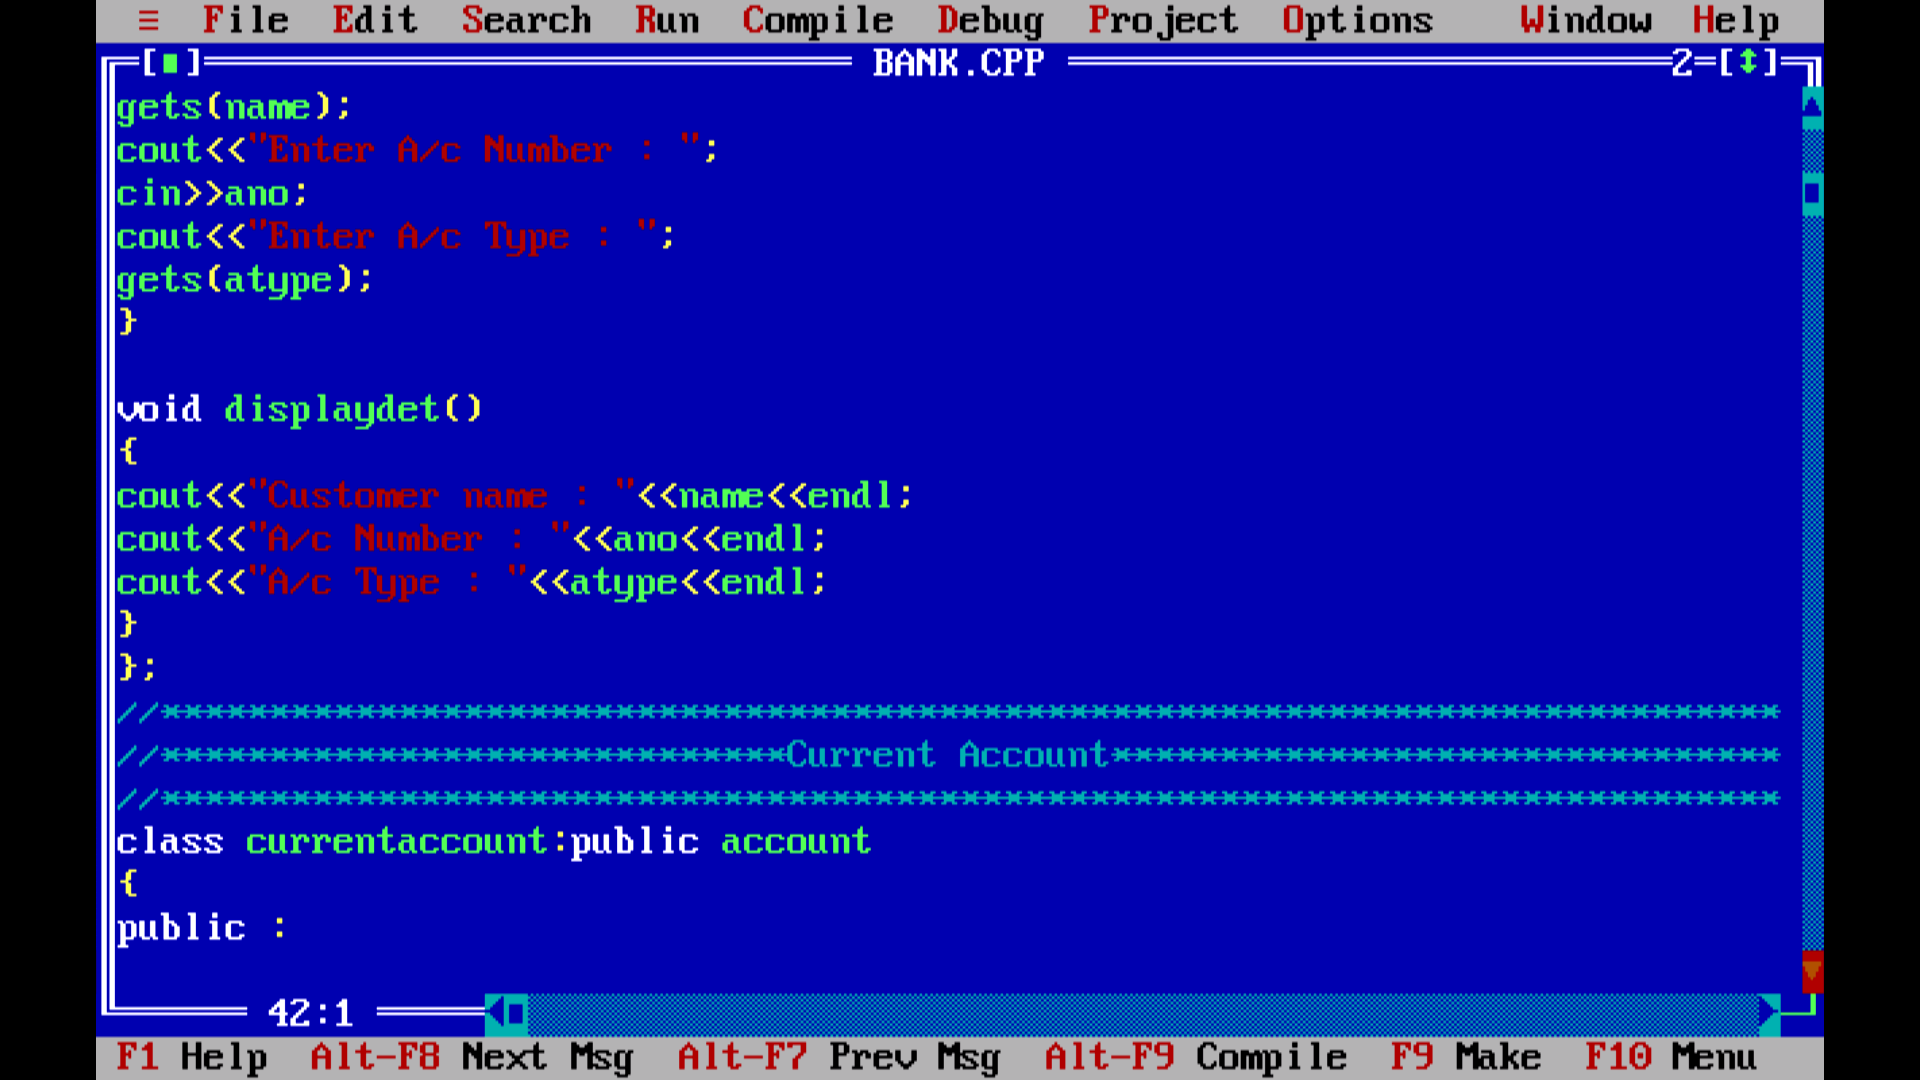 ≡ File Edit Search Run Compile Debug Project Options Window Help
[■] BANK.CPP 2=[↕]
gets(name);
cout<<"Enter A/c Number : ";
cin>>ano;
cout<<"Enter A/c Type : ";
gets(atype);
}
void displaydet()
{
cout<<"Customer name : "<<name<<endl;
cout<<"A/c Number : "<<ano<<endl;
cout<<"A/c Type : "<<atype<<endl;
}
};
//***************************************************************************
//*****************************Current Account*******************************
//***************************************************************************
class currentaccount:public account
{
public :
42:1
F1 Help Alt-F8 Next Msg Alt-F7 Prev Msg Alt-F9 Compile F9 Make F10 Menu